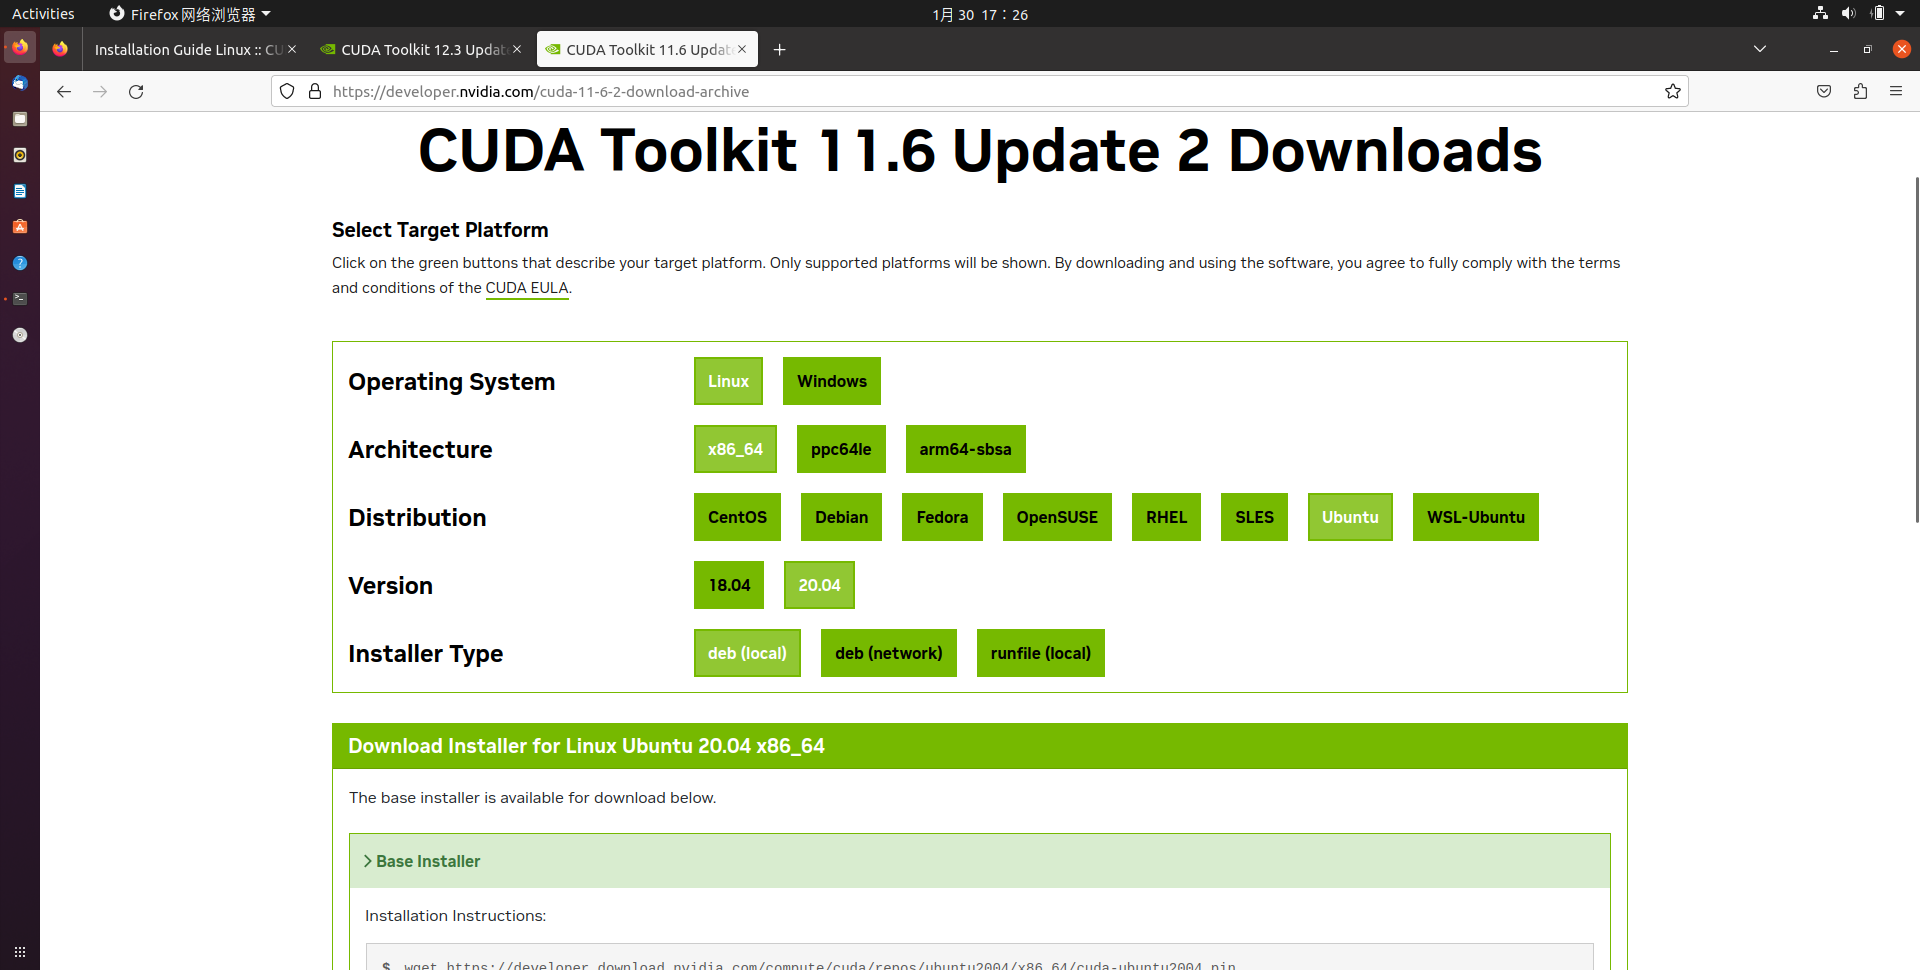 Activities Firefox 网络浏览器 1月 30 17：26
Installation Guide Linux :: CU CUDA Toolkit 12.3 Updat CUDA Toolkit 11.6 Updat
https://developer.nvidia.com/cuda-11-6-2-download-archive
CUDA Toolkit 11.6 Update 2 Downloads
Select Target Platform
Click on the green buttons that describe your target platform. Only supported platforms will be shown. By downloading and using the software, you agree to fully comply with the terms
and conditions of the CUDA EULA.
Operating System Linux Windows
Architecture x86_64 ppc64le arm64-sbsa
Distribution CentOS Debian Fedora OpenSUSE RHEL SLES Ubuntu WSL-Ubuntu
Version 18.04 20.04
Installer Type deb (local) deb (network) runfile (local)
Download Installer for Linux Ubuntu 20.04 x86_64
The base installer is available for download below.
Base Installer
Installation Instructions:
$ wget https://developer.download.nvidia.com/compute/cuda/repos/ubuntu2004/x86_64/cuda-ubuntu2004.pin